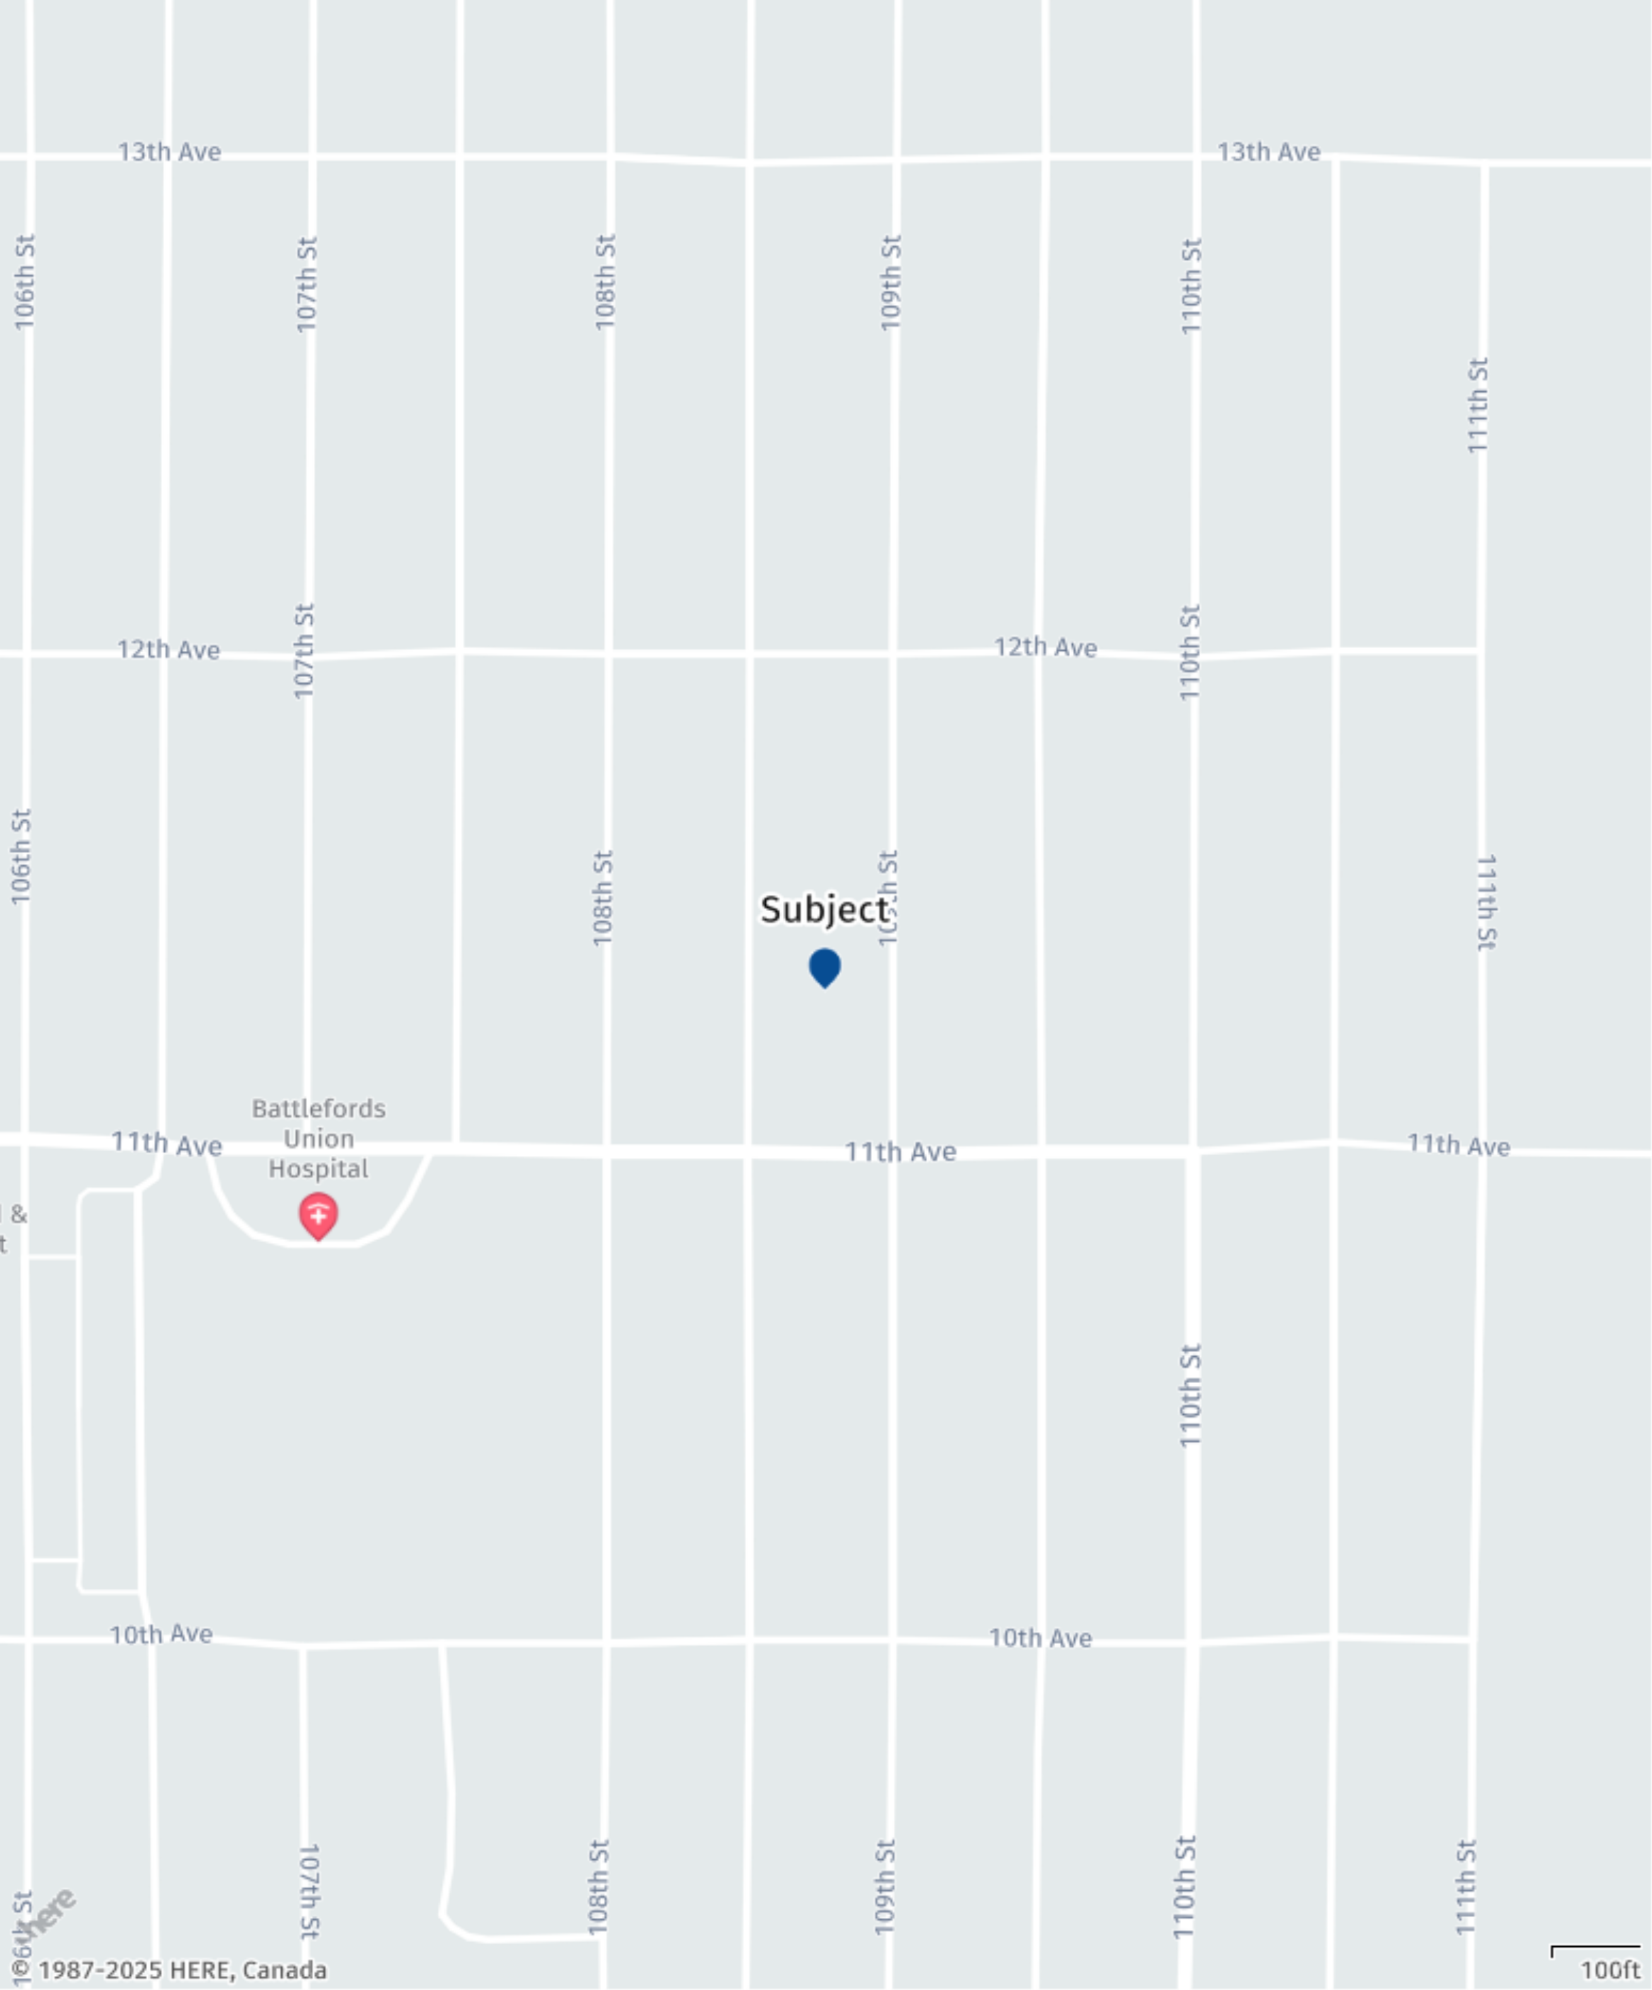 13th Ave
13th Ave
106th St
107th St
108th St
109th St
110th St
111th St
12th Ave
12th Ave
107th St
110th St
106th St
108th St
Subject
111th St
Battlefords
Union
Hospital
11th Ave
11th Ave
11th Ave
&
t
110th St
10th Ave
10th Ave
107th St
108th St
109th St
110th St
111th St
here
© 1987-2025 HERE, Canada
100ft